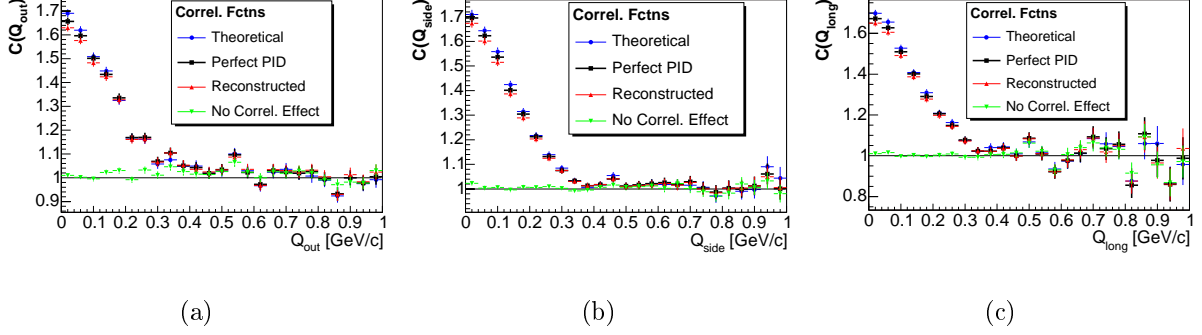 C(Q_out)
1.7
1.6
1.5
1.4
1.3
1.2
1.1
1
0.9
Correl. Fctns
Theoretical
Perfect PID
Reconstructed
No Correl. Effect
0 0.1 0.2 0.3 0.4 0.5 0.6 0.7 0.8 0.9 1
Q_out [GeV/c]
(a)
C(Q_side)
1.7
1.6
1.5
1.4
1.3
1.2
1.1
1
Correl. Fctns
Theoretical
Perfect PID
Reconstructed
No Correl. Effect
0 0.1 0.2 0.3 0.4 0.5 0.6 0.7 0.8 0.9 1
Q_side [GeV/c]
(b)
C(Q_long)
1.6
1.4
1.2
1
0.8
Correl. Fctns
Theoretical
Perfect PID
Reconstructed
No Correl. Effect
0 0.1 0.2 0.3 0.4 0.5 0.6 0.7 0.8 0.9 1
Q_long [GeV/c]
(c)